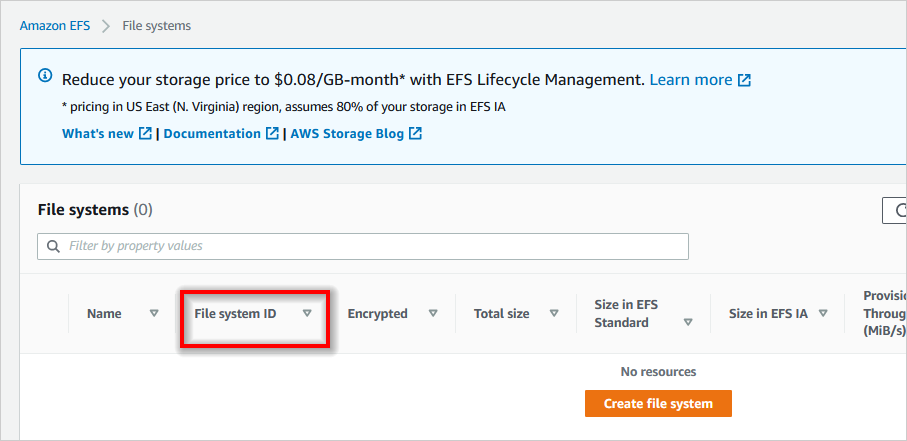 Amazon EFS > File systems
Reduce your storage price to $0.08/GB-month* with EFS Lifecycle Management. Learn more
* pricing in US East (N. Virginia) region, assumes 80% of your storage in EFS IA
What's new | Documentation | AWS Storage Blog
File systems (0)
Filter by property values
Name
File system ID
Encrypted
Total size
Size in EFS
Standard
Size in EFS IA
Provisio
Throug
(MiB/s)
No resources
Create file system